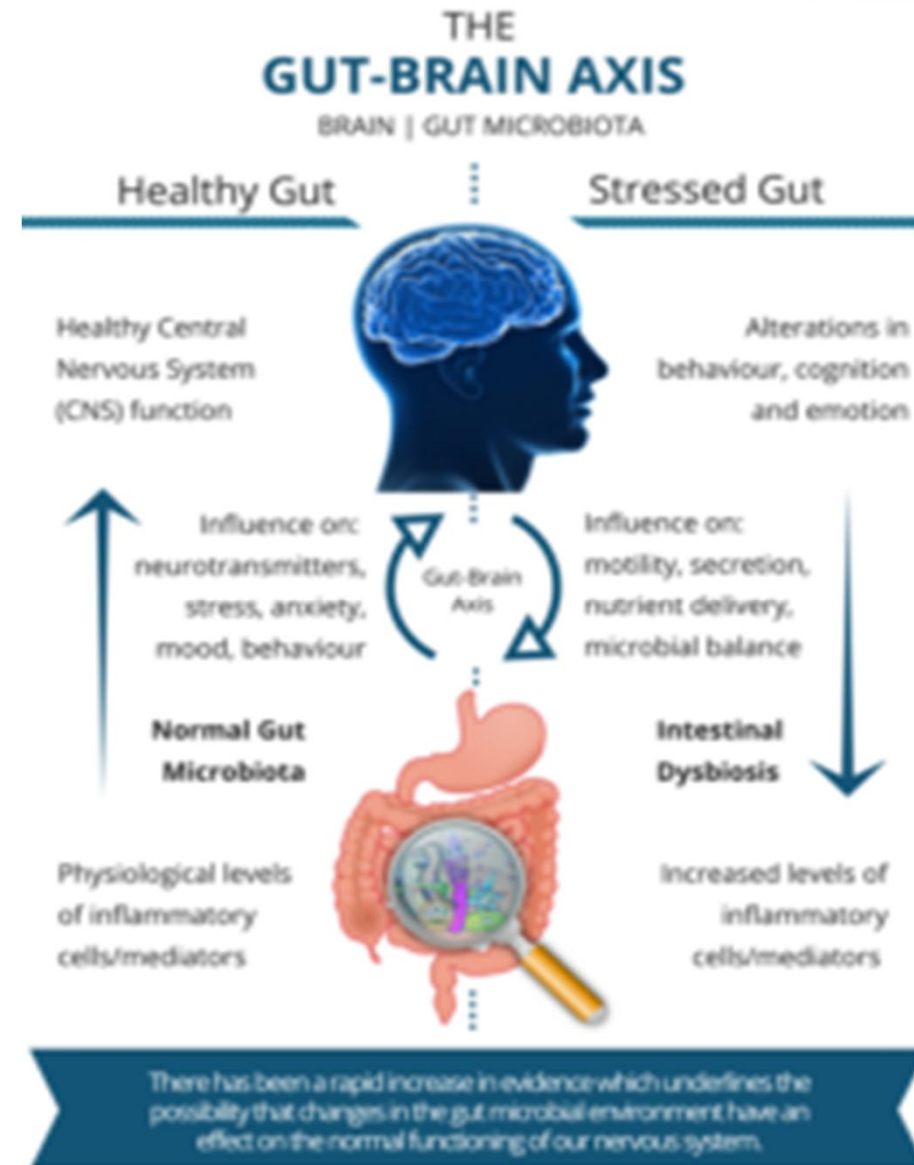 THE
GUT-BRAIN AXIS
BRAIN | GUT MICROBIOTA
Healthy Gut
Stressed Gut
Healthy Central
Nervous System
(CNS) function
Alterations in
behaviour, cognition
and emotion
Influence on:
neurotransmitters,
stress, anxiety,
mood, behaviour
Gut-Brain
Axis
Influence on:
motility, secretion,
nutrient delivery,
microbial balance
Normal Gut
Microbiota
Intestinal
Dysbiosis
Physiological levels
of inflammatory
cells/mediators
Increased levels of
inflammatory
cells/mediators
There has been a rapid increase in evidence which underlines the
possibility that changes in the gut microbial environment have an
effect on the normal functioning of our nervous system.